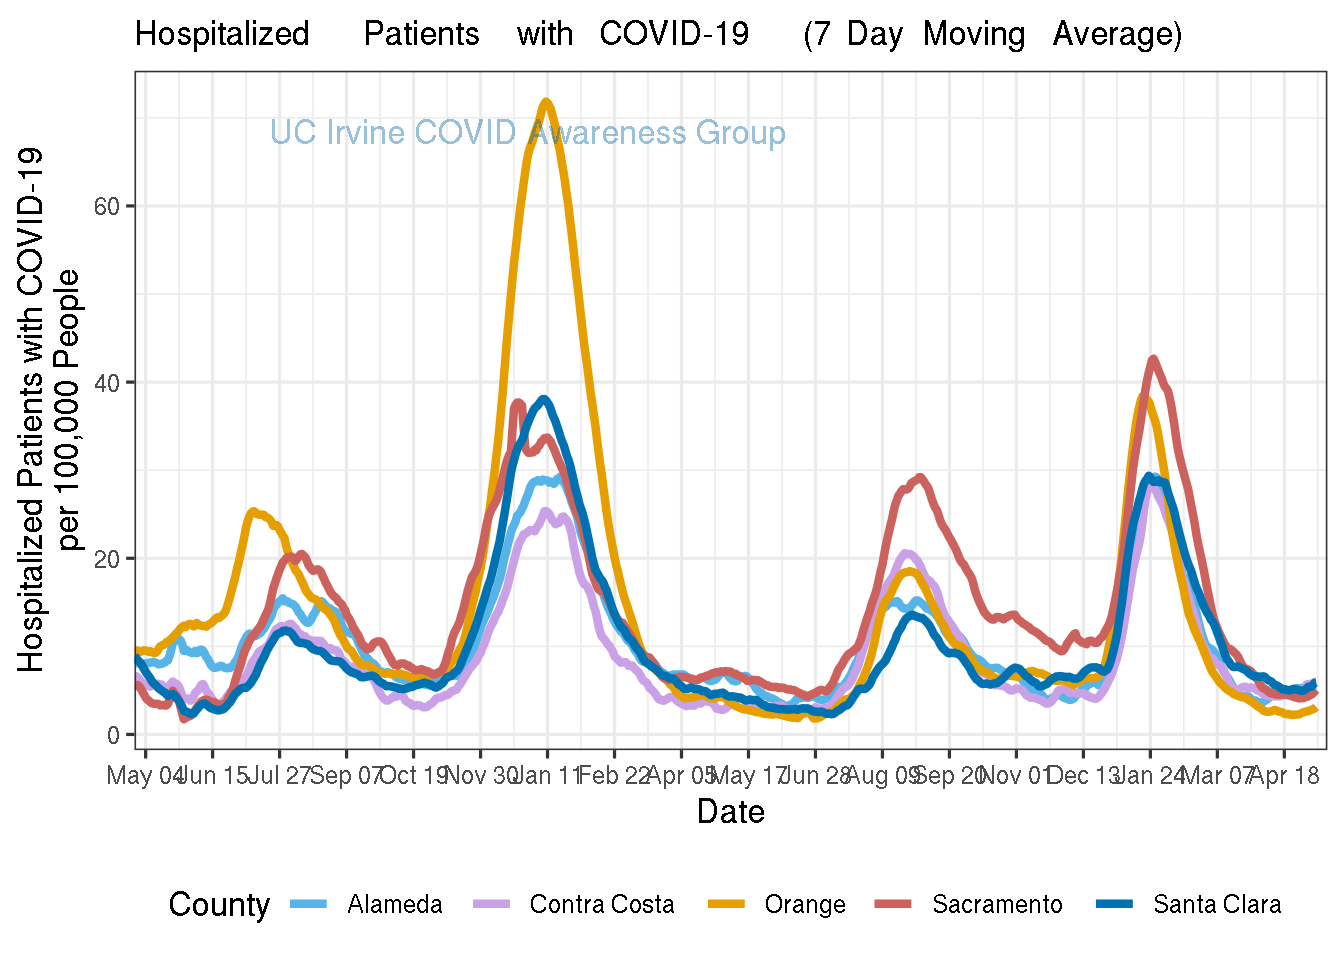 Hospitalized Patients with COVID-19 (7 Day Moving Average)
UC Irvine COVID Awareness Group
Hospitalized Patients with COVID-19
per 100,000 People
60
40
20
0
May 04 Jun 15 Jul 27 Sep 07 Oct 19 Nov 30 Jan 11 Feb 22 Apr 05 May 17 Jun 28 Aug 09 Sep 20 Nov 01 Dec 13 Jan 24 Mar 07 Apr 18
Date
County Alameda Contra Costa Orange Sacramento Santa Clara